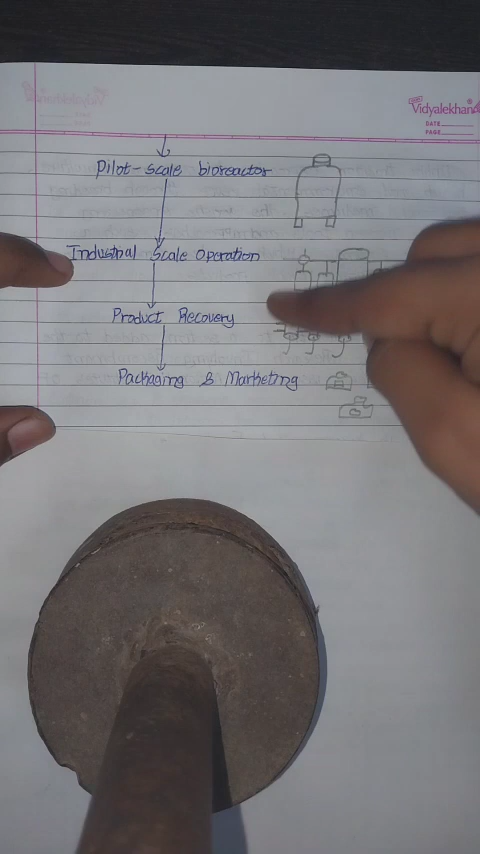 Vidyalekhan
DATE
PAGE
Pilot-scale bioreactor
Industrial Scale Operation
Product Recovery
Packaging & Marketing